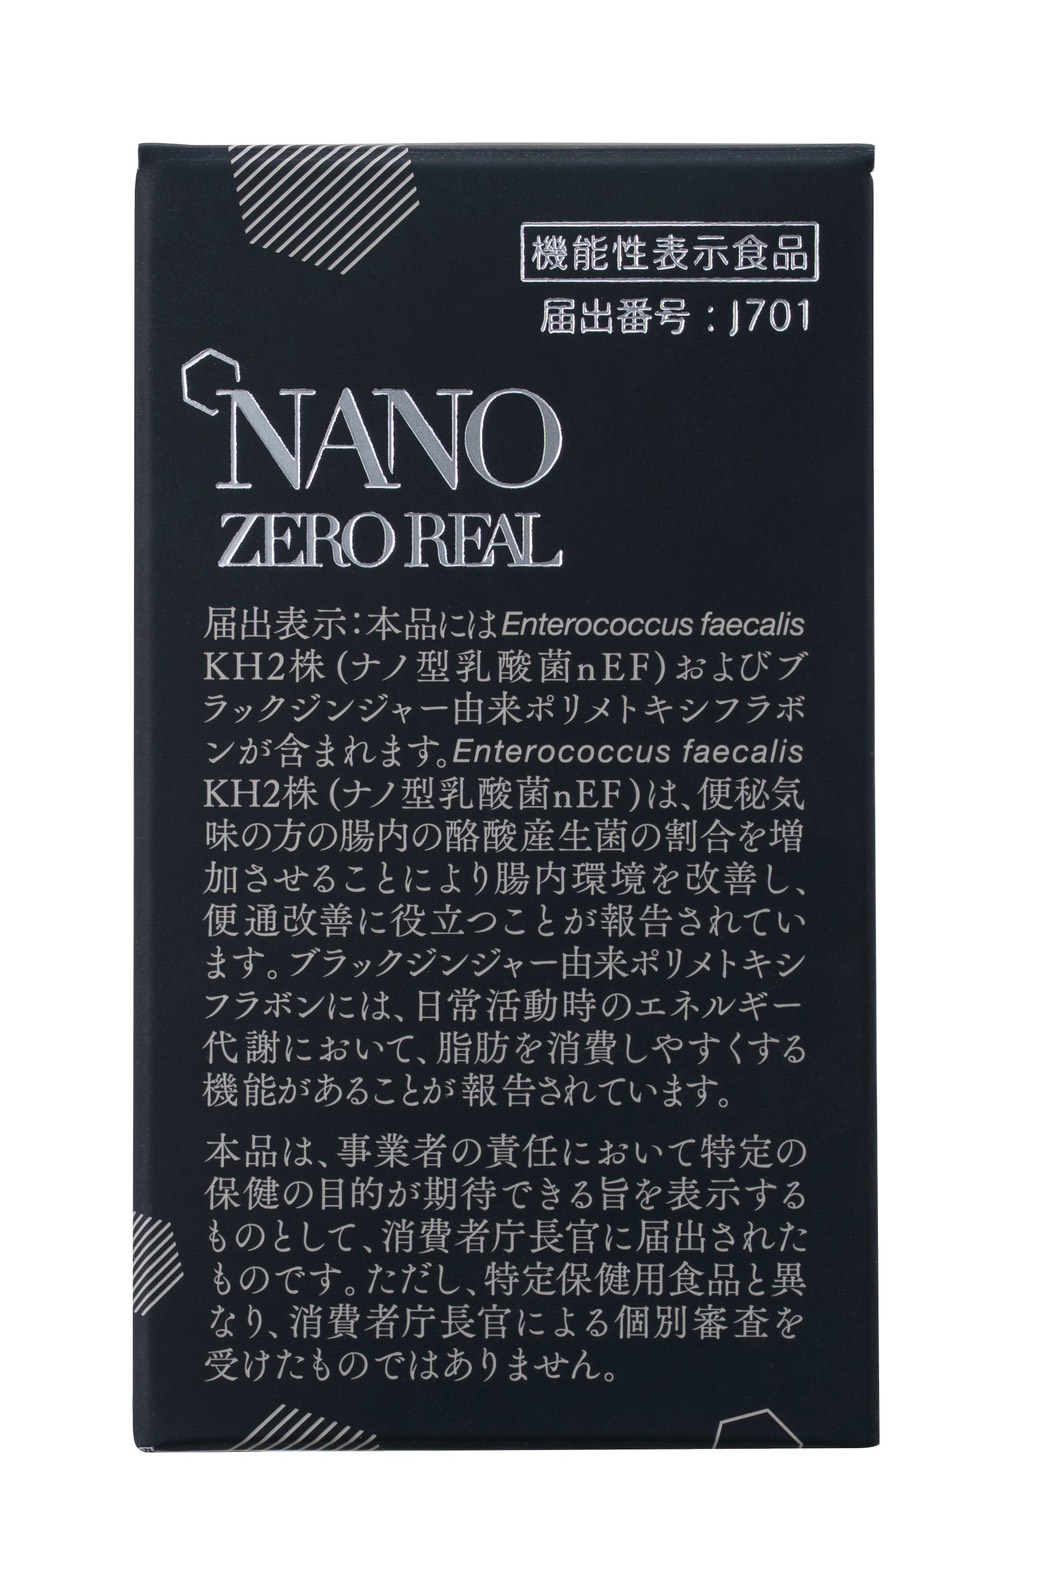 機能性表示食品
届出番号：J701
NANO
ZERO REAL
届出表示：本品にはEnterococcus faecalis
KH2株(ナノ型乳酸菌nEF)およびブ
ラックジンジャー由来ポリメトキシフラボ
ンが含まれます。Enterococcus faecalis
KH2株(ナノ型乳酸菌nEF)は、便秘気
味の方の腸内の酪酸産生菌の割合を増
加させることにより腸内環境を改善し、
便通改善に役立つことが報告されてい
ます。ブラックジンジャー由来ポリメトキシ
フラボンには、日常活動時のエネルギー
代謝において、脂肪を消費しやすくする
機能があることが報告されています。
本品は、事業者の責任において特定の
保健の目的が期待できる旨を表示する
ものとして、消費者庁長官に届出された
ものです。ただし、特定保健用食品と異
なり、消費者庁長官による個別審査を
受けたものではありません。